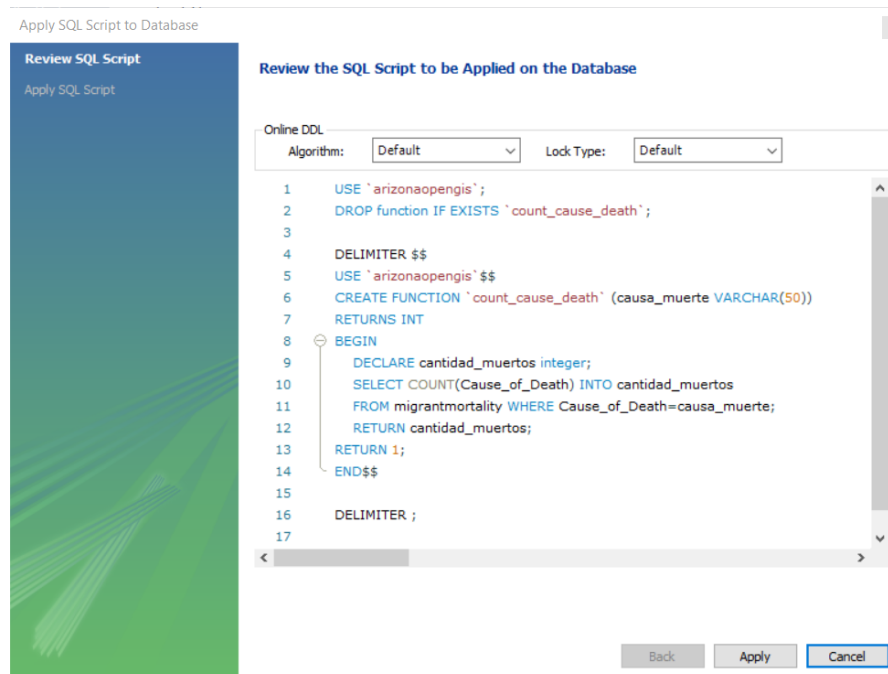 Apply SQL Script to Database
Review SQL Script
Apply SQL Script
Review the SQL Script to be Applied on the Database
Online DDL
Algorithm: Default Lock Type: Default
1 USE `arizonaopengis`;
2 DROP function IF EXISTS `count_cause_death`;
3
4 DELIMITER $$
5 USE `arizonaopengis`$$
6 CREATE FUNCTION `count_cause_death` (causa_muerte VARCHAR(50))
7 RETURNS INT
8 BEGIN
9 DECLARE cantidad_muertos integer;
10 SELECT COUNT(Cause_of_Death) INTO cantidad_muertos
11 FROM migrantmortality WHERE Cause_of_Death=causa_muerte;
12 RETURN cantidad_muertos;
13 RETURN 1;
14 END$$
15
16 DELIMITER ;
17
Back Apply Cancel